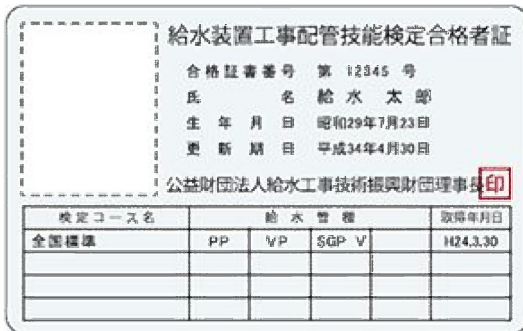 給水装置工事配管技能検定合格者証
合格証書番号 第 12345 号
氏 名 給水 太郎
生年月日 昭和29年7月23日
更新期日 平成34年4月30日
公益財団法人給水工事技術振興財団理事長 印
検定コース名 給水管種 取得年月日
全国標準 PP VP SGP V H24.3.30